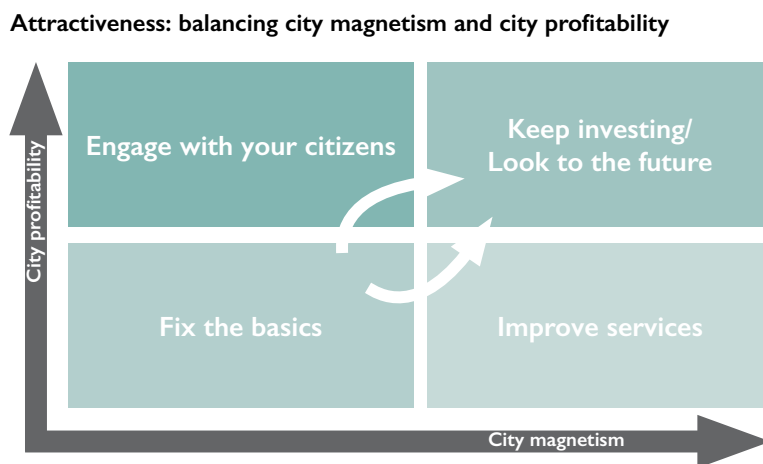 Attractiveness: balancing city magnetism and city profitability
City profitability
Engage with your citizens
Keep investing/
Look to the future
Fix the basics
Improve services
City magnetism